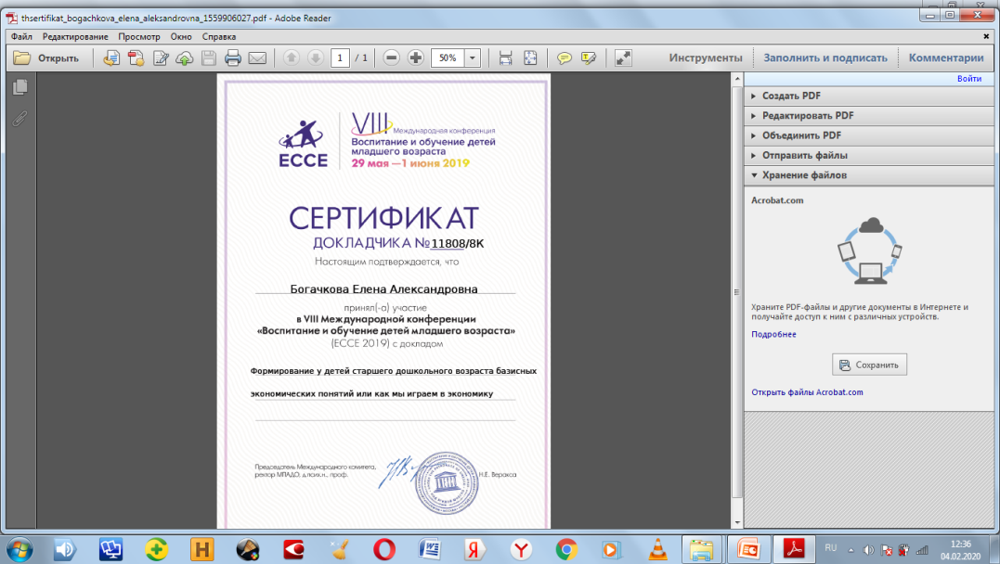 thsertifikat_bogachkova_elena_aleksandrovna_1559906027.pdf - Adobe Reader
Файл Редактирование Просмотр Окно Справка
Открыть 1 / 1 50% Инструменты Заполнить и подписать Комментарии
Войти
Создать PDF
Редактировать PDF
Объединить PDF
Отправить файлы
Хранение файлов
Acrobat.com
Храните PDF-файлы и другие документы в Интернете и
получайте доступ к ним с различных устройств.
Подробнее
Сохранить
Открыть файлы Acrobat.com
ECCE
VIII Международная конференция
Воспитание и обучение детей
младшего возраста
29 мая —1 июня 2019
СЕРТИФИКАТ
ДОКЛАДЧИКА №11808/8К
Настоящим подтверждается, что
Богачкова Елена Александровна
принял(-а) участие
в VIII Международной конференции
«Воспитание и обучение детей младшего возраста»
(ECCE 2019) с докладом
Формирование у детей старшего дошкольного возраста базисных
экономических понятий или как мы играем в экономику
Председатель Международного комитета,
ректор МПАДО, д.псих.н., проф.
Н.Е. Веракса
RU
12:36
04.02.2020